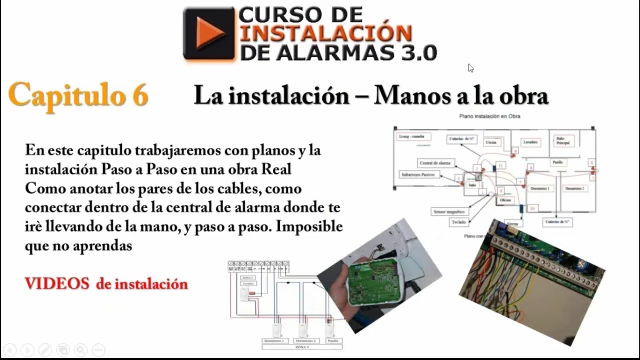 CURSO DE
INSTALACIÓN
DE ALARMAS 3.0
Capitulo 6
La instalación – Manos a la obra
En este capitulo trabajaremos con planos y la
instalación Paso a Paso en una obra Real
Como anotar los pares de los cables, como
conectar dentro de la central de alarma donde te
irè llevando de la mano, y paso a paso. Imposible
que no aprendas
VIDEOS de instalación
Plano instalación en Obra
Living - comedor
Cocina
Lavadero
Baño
Principal
Central de alarma
Infrarrojo Pasivos
Pasillo
Baño
Oficina
Dormitorio 1
Dormitorio 2
Sensor magnético
Teclado